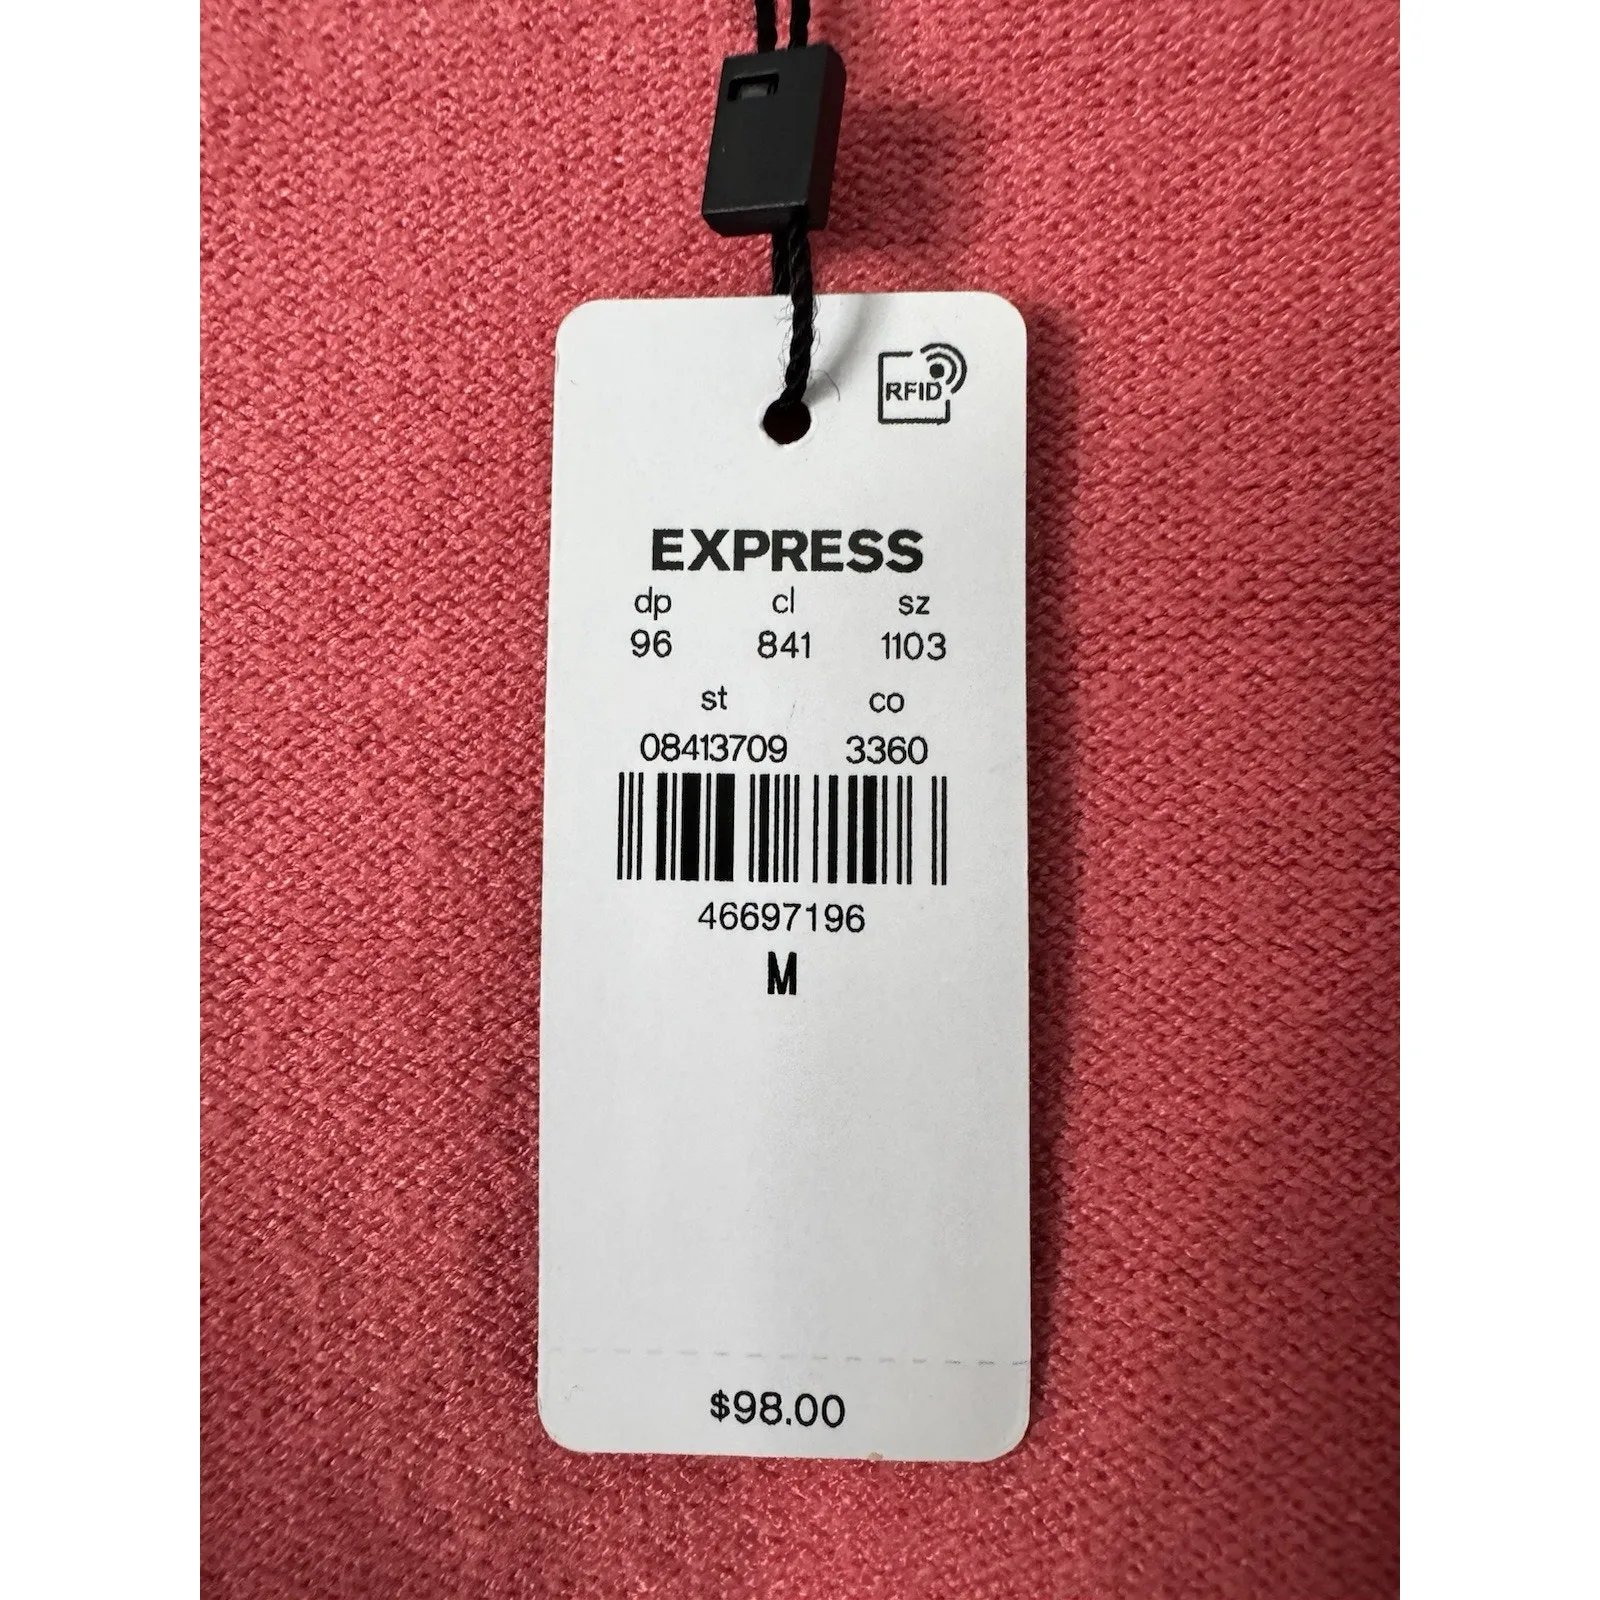 RFID
EXPRESS
dp cl sz
96 841 1103
st co
08413709 3360
46697196
M
$98.00